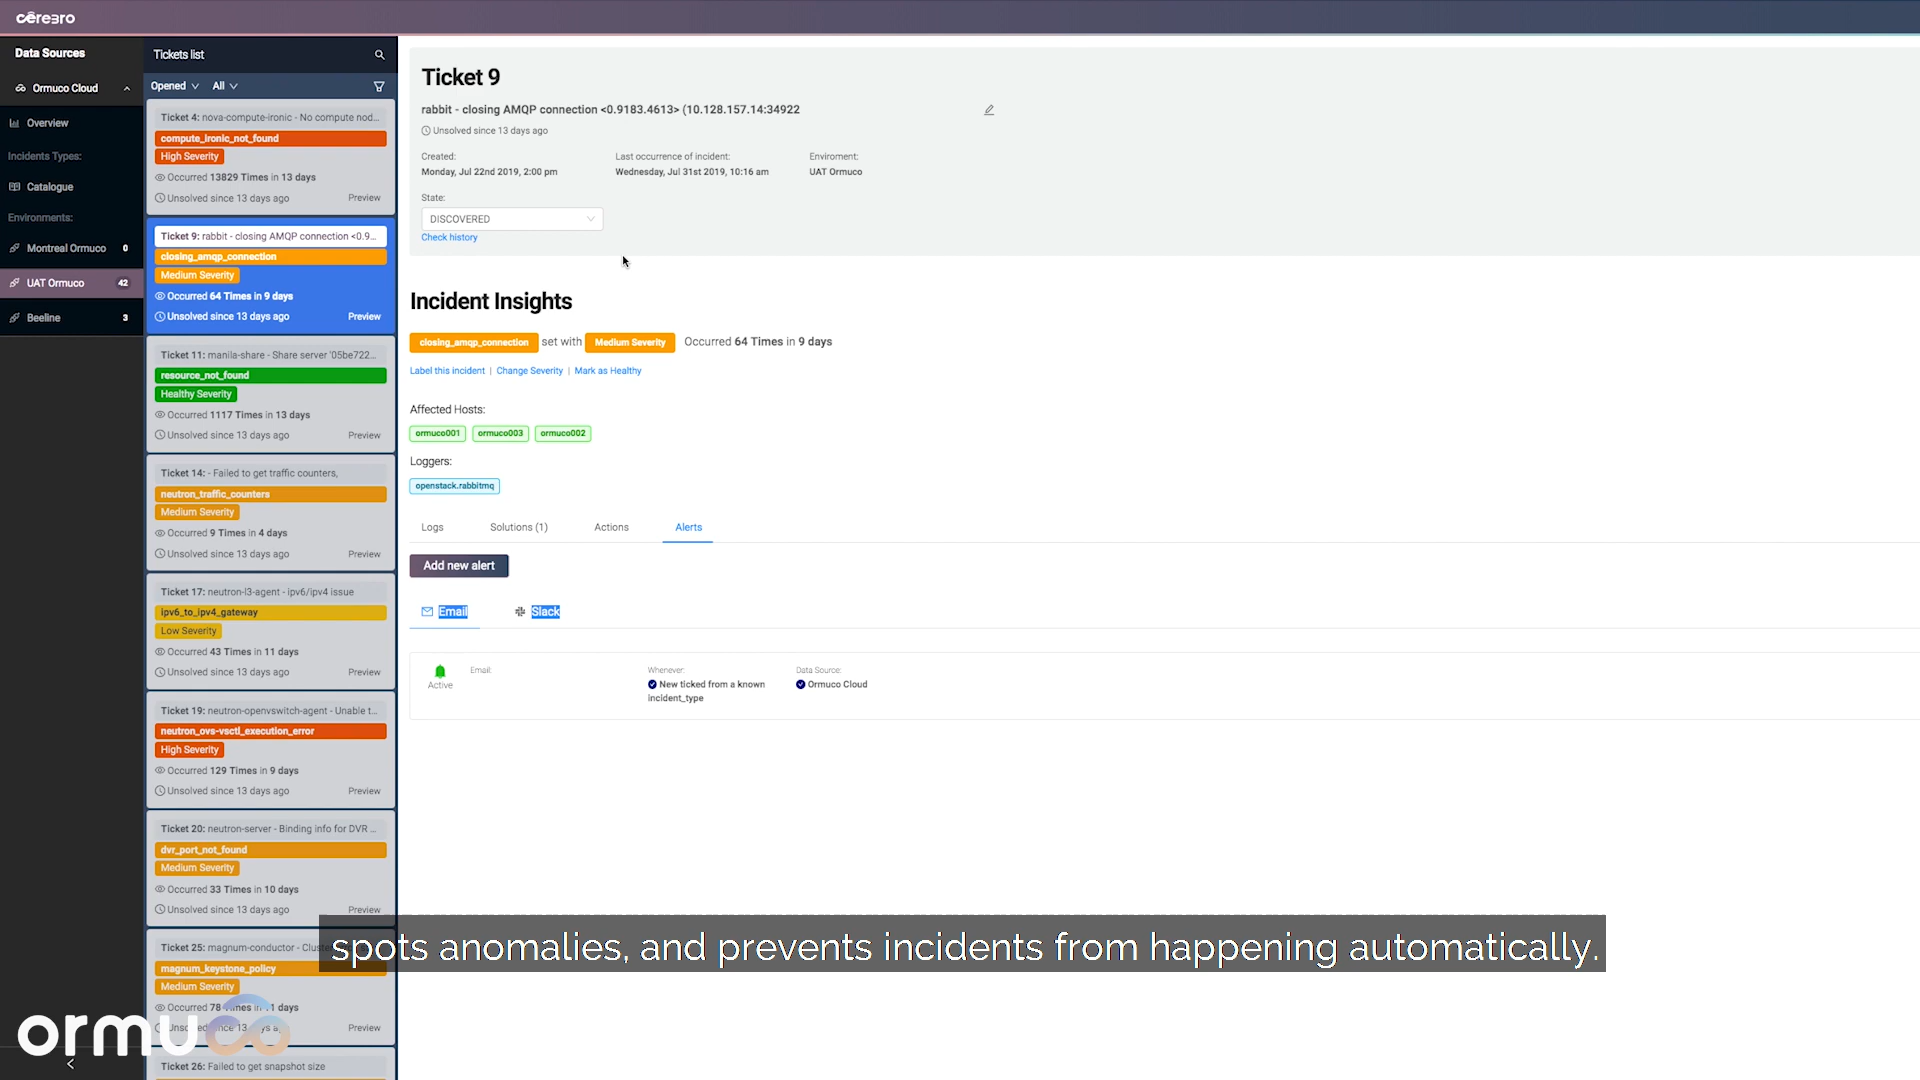 cerebro
Data Sources
Ormuco Cloud
Overview
Incidents Types:
Catalogue
Environments:
Montreal Ormuco 0
UAT Ormuco 42
Beeline 3
Tickets list
Opened All
Ticket 4: nova-compute-ironic - No compute nod...
compute_ironic_not_found
High Severity
Occurred 13829 Times in 13 days
Unsolved since 13 days ago Preview
Ticket 9: rabbit - closing AMQP connection <0.9...
closing_amqp_connection
Medium Severity
Occurred 64 Times in 9 days
Unsolved since 13 days ago Preview
Ticket 11: manila-share - Share server '05be722...
resource_not_found
Healthy Severity
Occurred 1117 Times in 13 days
Unsolved since 13 days ago Preview
Ticket 14: - Failed to get traffic counters,
neutron_traffic_counters
Medium Severity
Occurred 9 Times in 4 days
Unsolved since 13 days ago Preview
Ticket 17: neutron-l3-agent - ipv6/ipv4 issue
ipv6_to_ipv4_gateway
Low Severity
Occurred 43 Times in 11 days
Unsolved since 13 days ago Preview
Ticket 19: neutron-openvswitch-agent - Unable t...
neutron_ovs-vsctl_execution_error
High Severity
Occurred 129 Times in 9 days
Unsolved since 13 days ago Preview
Ticket 20: neutron-server - Binding info for DVR ...
dvr_port_not_found
Medium Severity
Occurred 33 Times in 10 days
Unsolved since 13 days ago Preview
Ticket 25: magnum-conductor -
magnum_keystone_policy
Medium Severity
Occurred 78 Times in days
Preview
Ticket 26: Failed to get snapshot size
Ticket 9
rabbit - closing AMQP connection <0.9183.4613> (10.128.157.14:34922
Unsolved since 13 days ago
Created: Last occurrence of incident: Enviroment:
Monday, Jul 22nd 2019, 2:00 pm Wednesday, Jul 31st 2019, 10:16 am UAT Ormuco
State:
DISCOVERED
Check history
Incident Insights
closing_amqp_connection set with Medium Severity Occurred 64 Times in 9 days
Label this incident | Change Severity | Mark as Healthy
Affected Hosts:
ormuco001 ormuco003 ormuco002
Loggers:
openstack.rabbitmq
Logs Solutions (1) Actions Alerts
Add new alert
Email Slack
Active
Email: Whenever: Data Source:
New ticked from a known Ormuco Cloud
incident_type
spots anomalies, and prevents incidents from happening automatically.
ormuco